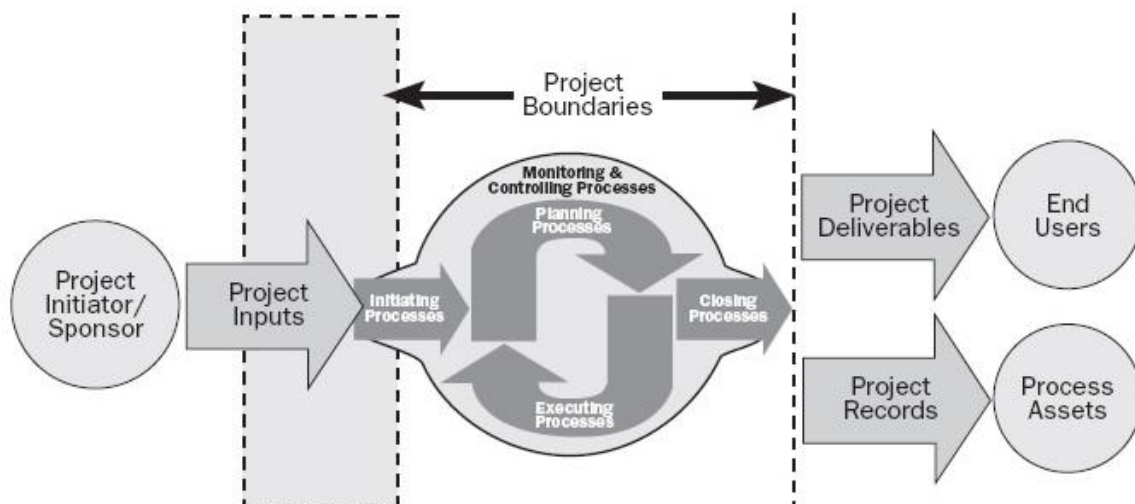 Project
Boundaries
Monitoring &
Controlling Processes
Planning
Processes
Project
Initiator/
Sponsor
Project
Inputs
Initiating
Processes
Closing
Processes
Executing
Processes
Project
Deliverables
End
Users
Project
Records
Process
Assets